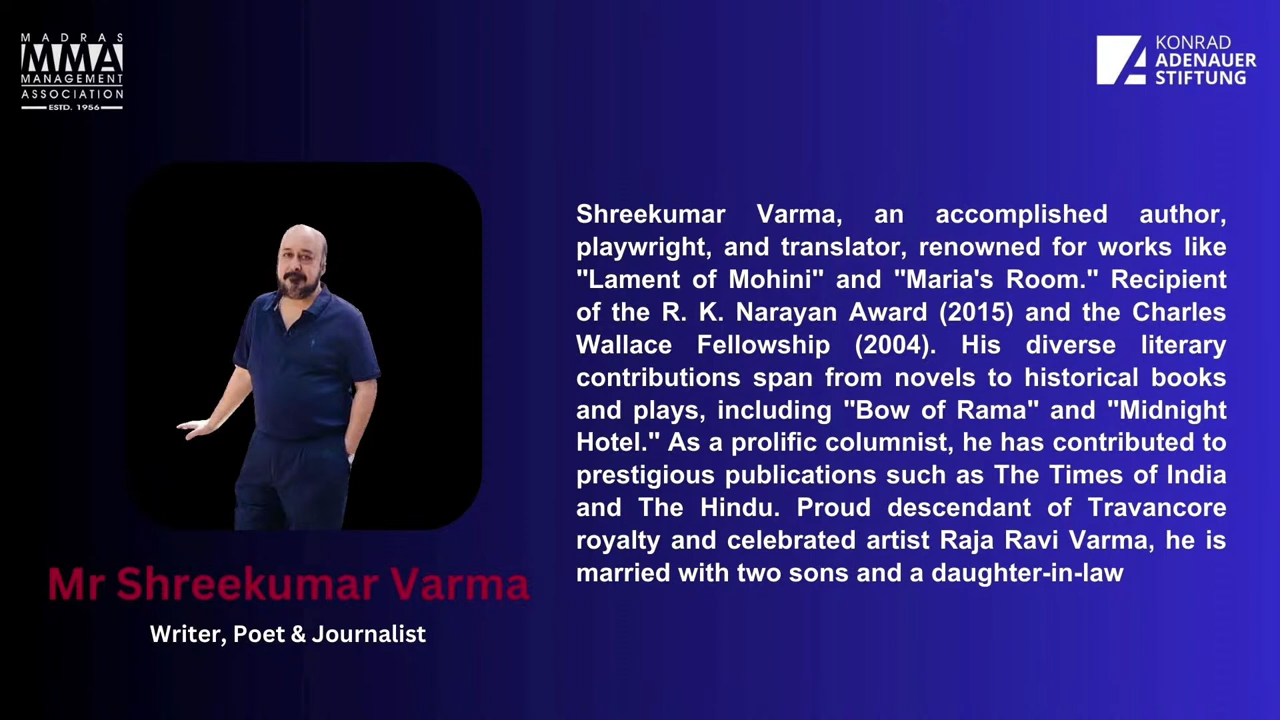 MADRAS
MMA
MANAGEMENT
ASSOCIATION
ESTD. 1956
KONRAD
ADENAUER
STIFTUNG
Shreekumar Varma, an accomplished author,
playwright, and translator, renowned for works like
"Lament of Mohini" and "Maria's Room." Recipient
of the R. K. Narayan Award (2015) and the Charles
Wallace Fellowship (2004). His diverse literary
contributions span from novels to historical books
and plays, including "Bow of Rama" and "Midnight
Hotel." As a prolific columnist, he has contributed to
prestigious publications such as The Times of India
and The Hindu. Proud descendant of Travancore
royalty and celebrated artist Raja Ravi Varma, he is
married with two sons and a daughter-in-law
Mr Shreekumar Varma
Writer, Poet & Journalist